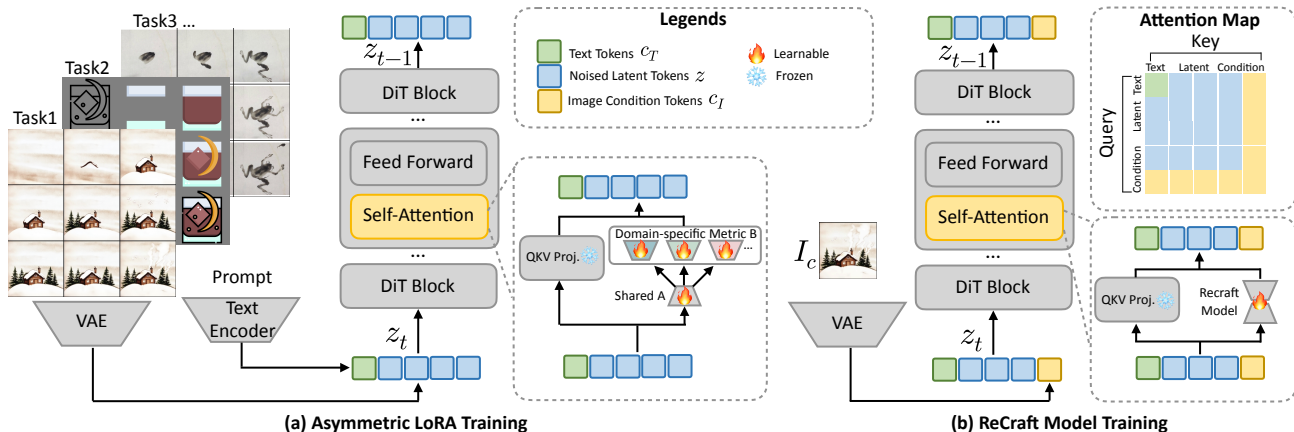 Task3 ...
Task2
Task1
Prompt
VAE
Text
Encoder
z_{t-1}
DiT Block
...
Feed Forward
Self-Attention
...
DiT Block
z_t
Legends
Text Tokens c_T
Noised Latent Tokens z
Image Condition Tokens c_I
Learnable
Frozen
Domain-specific Metric B
...
QKV Proj.
Shared A
(a) Asymmetric LoRA Training
I_c
VAE
z_{t-1}
DiT Block
...
Feed Forward
Self-Attention
...
DiT Block
z_t
Attention Map
Key
Text Latent Condition
Query
Text
Latent
Condition
QKV Proj.
Recraft
Model
(b) ReCraft Model Training